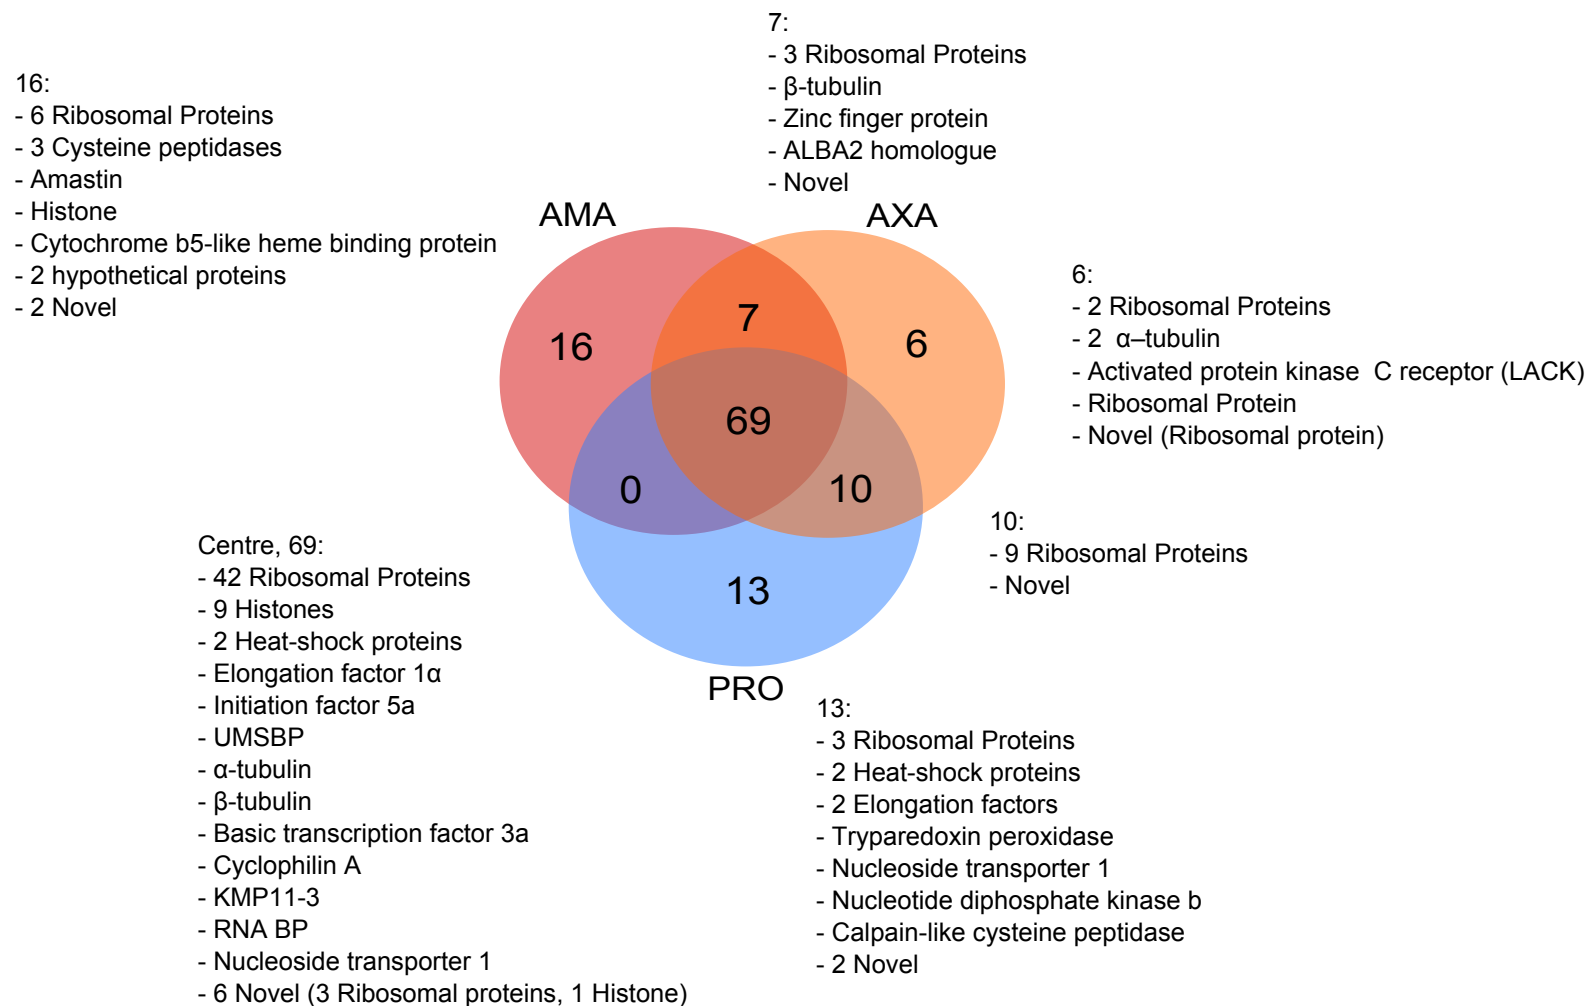 7:
- 3 Ribosomal Proteins
- β-tubulin
- Zinc finger protein
- ALBA2 homologue
- Novel
16:
- 6 Ribosomal Proteins
- 3 Cysteine peptidases
- Amastin
- Histone
- Cytochrome b5-like heme binding protein
- 2 hypothetical proteins
- 2 Novel
AMA
AXA
6:
- 2 Ribosomal Proteins
- 2  α–tubulin
- Activated protein kinase  C receptor (LACK)
- Ribosomal Protein
- Novel (Ribosomal protein)
16
7
6
69
0
10
13
PRO
10:
- 9 Ribosomal Proteins
- Novel
Centre, 69:
- 42 Ribosomal Proteins
- 9 Histones
- 2 Heat-shock proteins
- Elongation factor 1α
- Initiation factor 5a
- UMSBP
- α-tubulin
- β-tubulin
- Basic transcription factor 3a
- Cyclophilin A
- KMP11-3
- RNA BP
- Nucleoside transporter 1
- 6 Novel (3 Ribosomal proteins, 1 Histone)
13:
- 3 Ribosomal Proteins
- 2 Heat-shock proteins
- 2 Elongation factors
- Tryparedoxin peroxidase
- Nucleoside transporter 1
- Nucleotide diphosphate kinase b
- Calpain-like cysteine peptidase
- 2 Novel